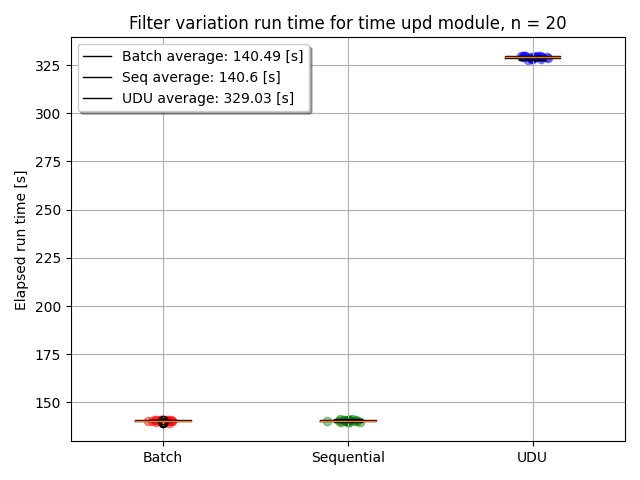 Filter variation run time for time upd module, n = 20
Batch average: 140.49 [s]
Seq average: 140.6 [s]
UDU average: 329.03 [s]
Elapsed run time [s]
325
300
275
250
225
200
175
150
Batch
Sequential
UDU